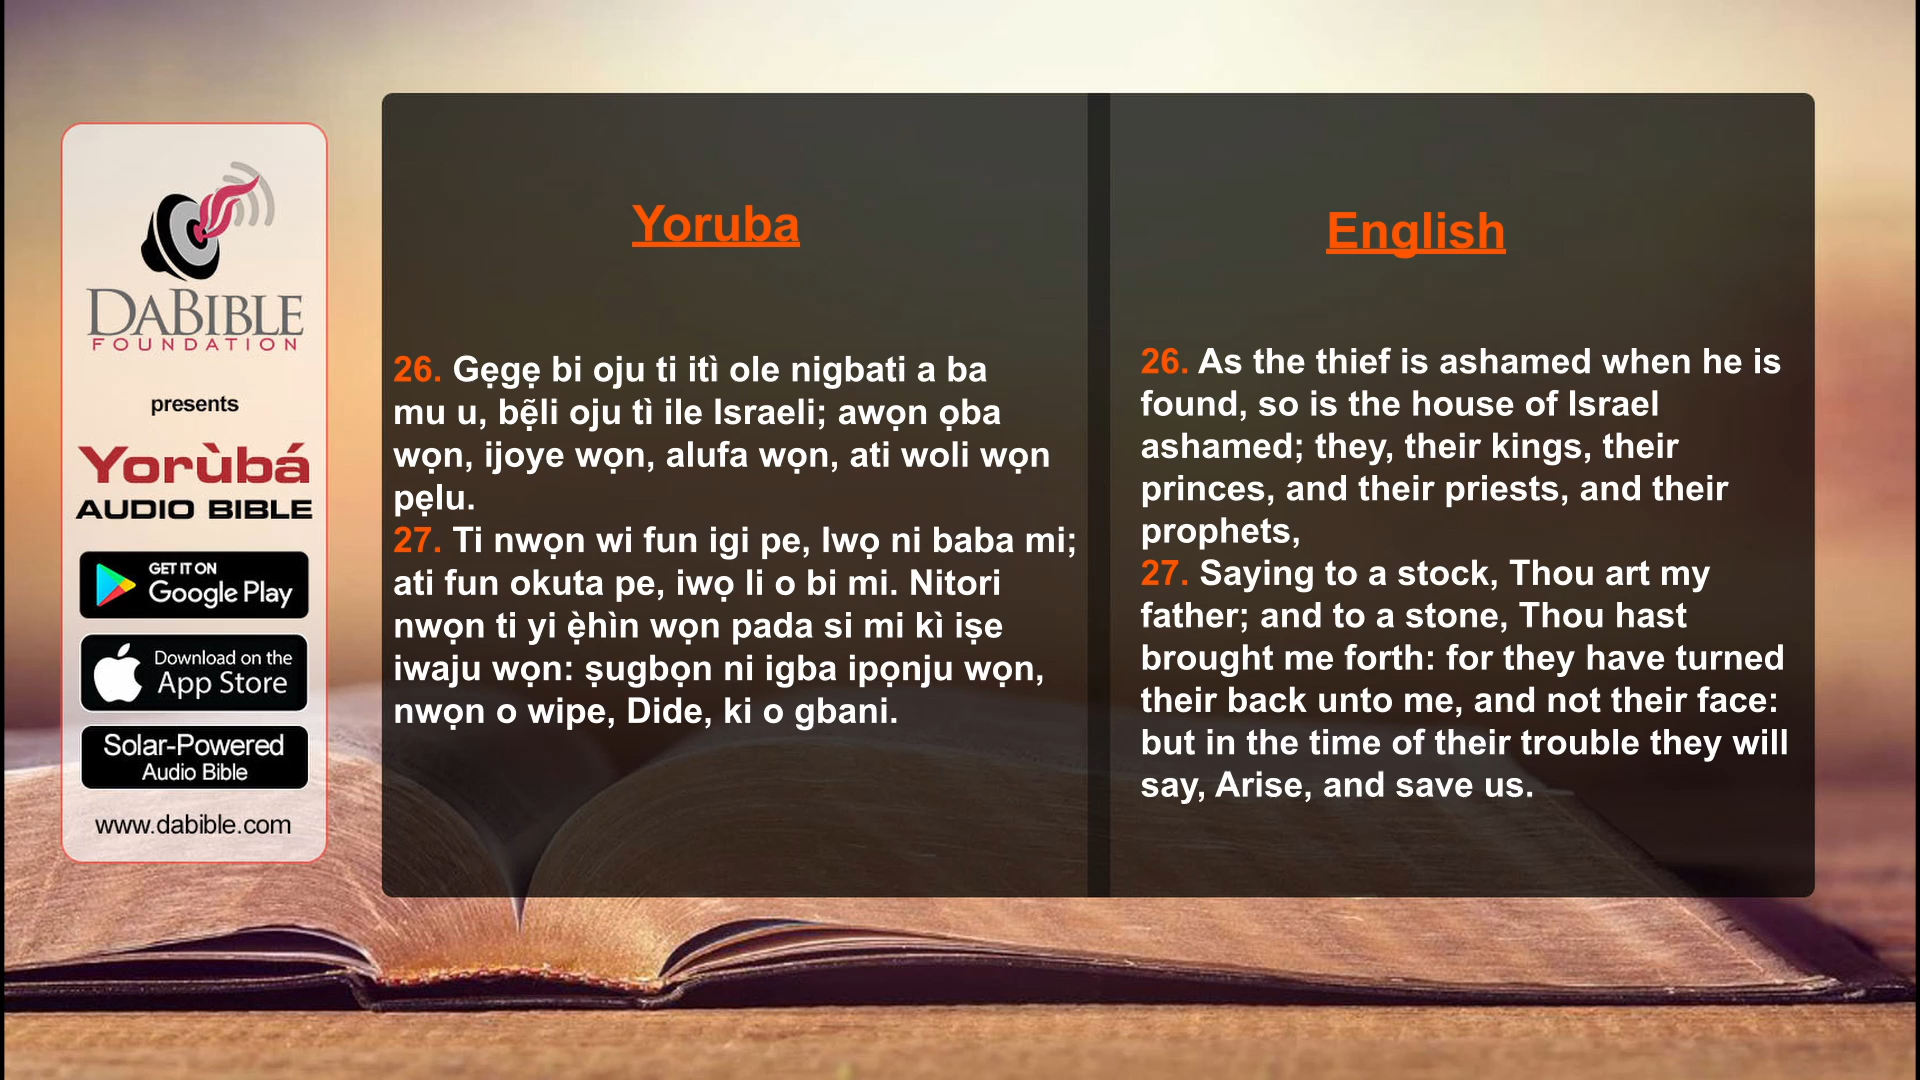 DABIBLE
FOUNDATION
presents
Yorùbá
AUDIO BIBLE
GET IT ON
Google Play
Download on the
App Store
Solar-Powered
Audio Bible
www.dabible.com
Yoruba
26. Gẹgẹ bi oju ti itì ole nigbati a ba
mu u, bẹ̃li oju tì ile Israeli; awọn ọba
wọn, ijoye wọn, alufa wọn, ati woli wọn
pẹlu.
27. Ti nwọn wi fun igi pe, Iwọ ni baba mi;
ati fun okuta pe, iwọ li o bi mi. Nitori
nwọn ti yi ẹ̀hìn wọn pada si mi kì iṣe
iwaju wọn: ṣugbọn ni igba ipọnju wọn,
nwọn o wipe, Dide, ki o gbani.
English
26. As the thief is ashamed when he is
found, so is the house of Israel
ashamed; they, their kings, their
princes, and their priests, and their
prophets,
27. Saying to a stock, Thou art my
father; and to a stone, Thou hast
brought me forth: for they have turned
their back unto me, and not their face:
but in the time of their trouble they will
say, Arise, and save us.